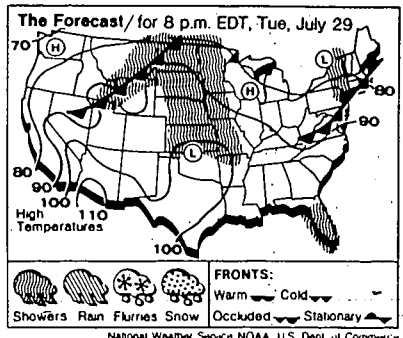 The Forecast/for 8 p.m. EDT, Tue, July 29
70
H
L
H
80
90
L
80
90
100
110
High
Temperatures
100
Showers Rain Flurries Snow
FRONTS:
Warm Cold
Occluded Stationary
National Weather Service NOAA U.S. Dept. of Commerce